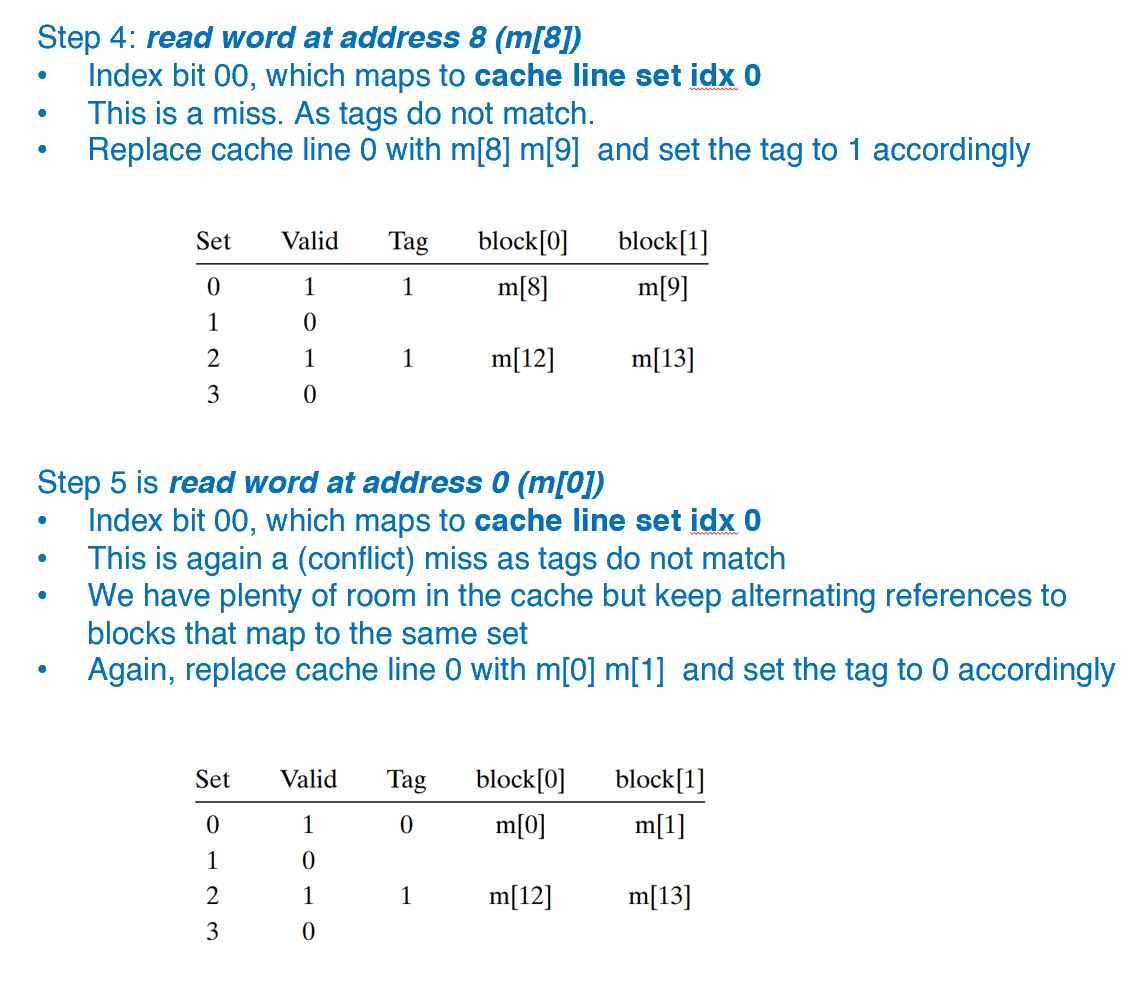 Step 4: read word at address 8 (m[8])
• Index bit 00, which maps to cache line set idx 0
• This is a miss. As tags do not match.
• Replace cache line 0 with m[8] m[9] and set the tag to 1 accordingly
Set Valid Tag block[0] block[1]
0 1 1 m[8] m[9]
1 0
2 1 1 m[12] m[13]
3 0
Step 5 is read word at address 0 (m[0])
• Index bit 00, which maps to cache line set idx 0
• This is again a (conflict) miss as tags do not match
• We have plenty of room in the cache but keep alternating references to
blocks that map to the same set
• Again, replace cache line 0 with m[0] m[1] and set the tag to 0 accordingly
Set Valid Tag block[0] block[1]
0 1 0 m[0] m[1]
1 0
2 1 1 m[12] m[13]
3 0